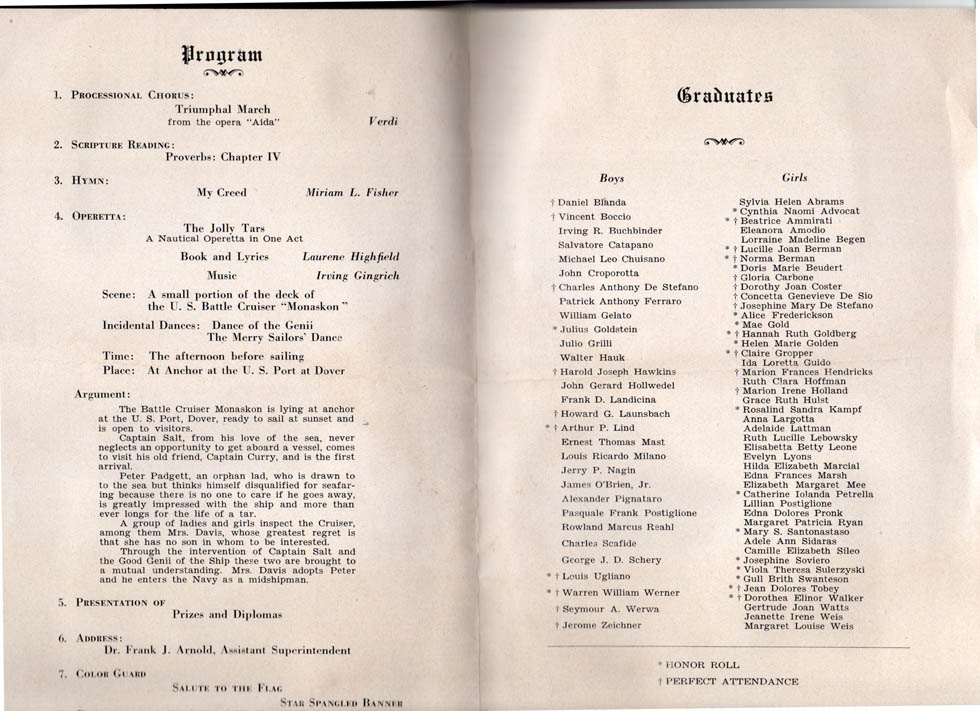 Program
1. Processional Chorus:
Triumphal March
from the opera "Aida" Verdi
2. Scripture Reading:
Proverbs: Chapter IV
3. Hymn:
My Creed Miriam L. Fisher
4. Operetta:
The Jolly Tars
A Nautical Operetta in One Act
Book and Lyrics Laurene Highfield
Music Irving Gingrich
Scene: A small portion of the deck of
the U. S. Battle Cruiser "Monaskon"
Incidental Dances: Dance of the Genii
The Merry Sailors' Dance
Time: The afternoon before sailing
Place: At Anchor at the U. S. Port at Dover
Argument:
The Battle Cruiser Monaskon is lying at anchor
at the U. S. Port, Dover, ready to sail at sunset and
is open to visitors.
Captain Salt, from his love of the sea, never
neglects an opportunity to get aboard a vessel, comes
to visit his old friend, Captain Curry, and is the first
arrival.
Peter Padgett, an orphan lad, who is drawn to
to the sea but thinks himself disqualified for seafar-
ing because there is no one to care if he goes away,
is greatly impressed with the ship and more than
ever longs for the life of a tar.
A group of ladies and girls inspect the Cruiser,
among them Mrs. Davis, whose greatest regret is
that she has no son in whom to be interested.
Through the intervention of Captain Salt and
the Good Genii of the Ship these two are brought to
a mutual understanding. Mrs. Davis adopts Peter
and he enters the Navy as a midshipman.
5. Presentation of
Prizes and Diplomas
6. Address:
Dr. Frank J. Arnold, Assistant Superintendent
7. Color Guard
Salute to the Flag
Star Spangled Banner
Graduates
Boys
† Daniel Blanda
† Vincent Boccio
Irving R. Buchbinder
Salvatore Catapano
Michael Leo Chuisano
John Croporotta
† Charles Anthony De Stefano
Patrick Anthony Ferraro
William Gelato
* Julius Goldstein
Julio Grilli
Walter Hauk
† Harold Joseph Hawkins
John Gerard Hollwedel
Frank D. Landicina
† Howard G. Launsbach
* † Arthur P. Lind
Ernest Thomas Mast
Louis Ricardo Milano
Jerry P. Nagin
James O'Brien, Jr.
Alexander Pignataro
Pasquale Frank Postiglione
Rowland Marcus Reahl
Charles Scafide
George J. D. Schery
* † Louis Ugliano
* † Warren William Werner
† Seymour A. Werwa
† Jerome Zeichner
Girls
Sylvia Helen Abrams
* Cynthia Naomi Advocat
* † Beatrice Ammirati
Eleanora Amodio
Lorraine Madeline Begen
* † Lucille Joan Berman
* † Norma Berman
* Doris Marie Beudert
† Gloria Carbone
† Dorothy Joan Coster
† Concetta Genevieve De Sio
† Josephine Mary De Stefano
* Alice Frederickson
* Mae Gold
* † Hannah Ruth Goldberg
* Helen Marie Golden
* † Claire Gropper
Ida Loretta Guido
† Marion Frances Hendricks
Ruth Clara Hoffman
† Marion Irene Holland
Grace Ruth Hulst
* Rosalind Sandra Kampf
Anna Largotta
Adelaide Lattman
Ruth Lucille Lebowsky
Elisabetta Betty Leone
Evelyn Lyons
Hilda Elizabeth Marcial
Edna Frances Marsh
Elizabeth Margaret Mee
* Catherine Iolanda Petrella
Lillian Postiglione
Edna Dolores Pronk
Margaret Patricia Ryan
* Mary S. Santonastaso
Adele Ann Sidaras
Camille Elizabeth Sileo
* Josephine Soviero
* Viola Theresa Sulerzyski
* Gull Brith Swanteson
* † Jean Dolores Tobey
* † Dorothea Elinor Walker
Gertrude Joan Watts
Jeanette Irene Weis
Margaret Louise Weis
* HONOR ROLL
† PERFECT ATTENDANCE